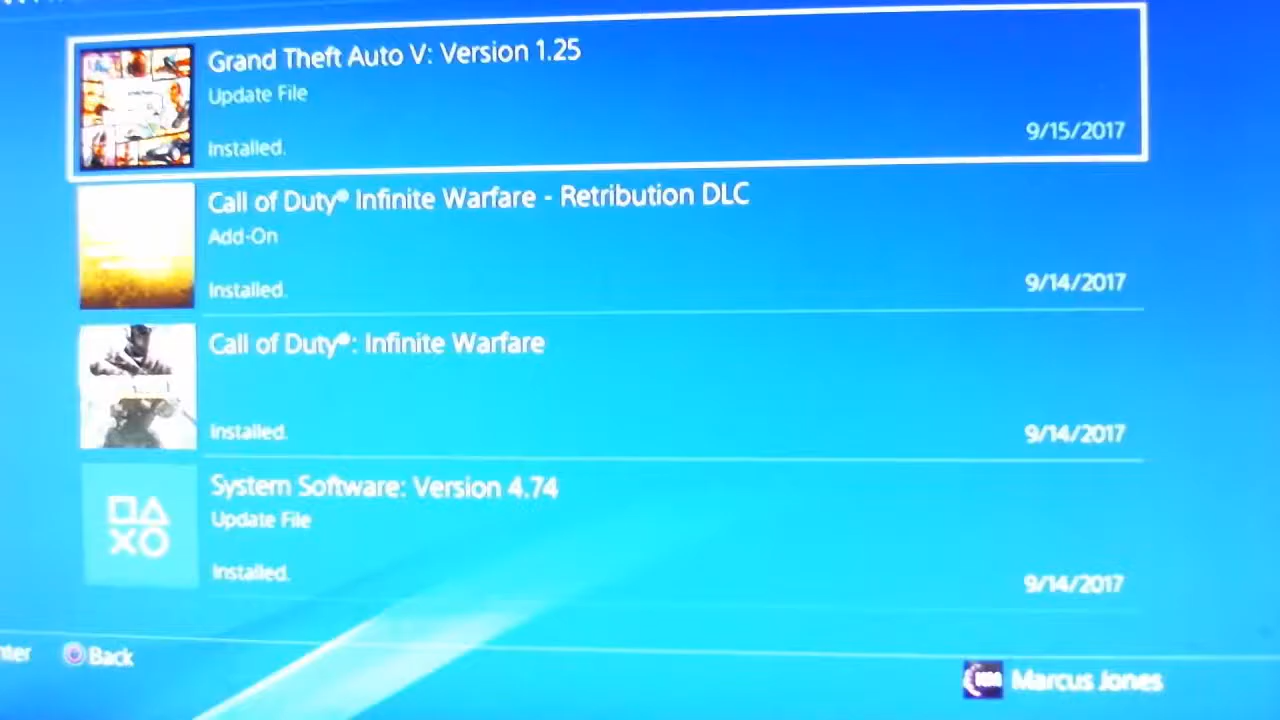 Grand Theft Auto V: Version 1.25
Update File
Installed.
9/15/2017
Call of Duty® Infinite Warfare - Retribution DLC
Add-On
Installed.
9/14/2017
Call of Duty®: Infinite Warfare
Installed.
9/14/2017
System Software: Version 4.74
Update File
Installed.
9/14/2017
Back
Marcus Jones